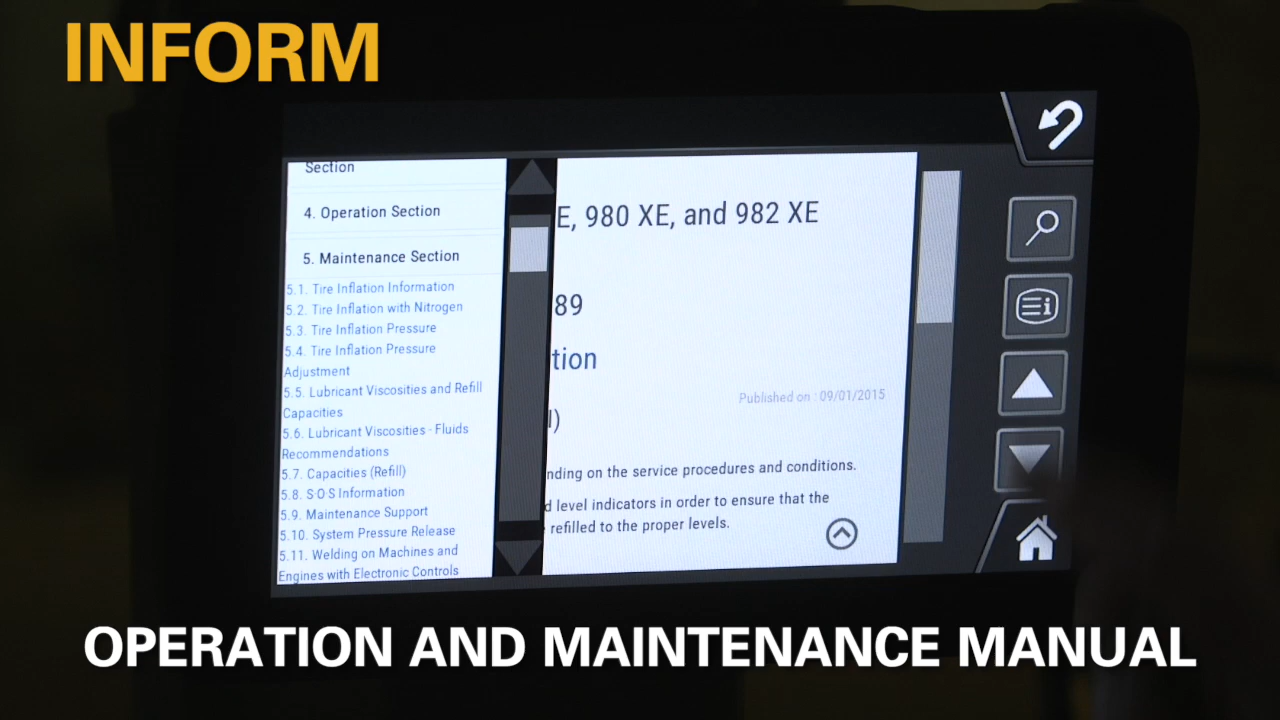 INFORM
Section
4. Operation Section
5. Maintenance Section
5.1. Tire Inflation Information
5.2. Tire Inflation with Nitrogen
5.3. Tire Inflation Pressure
5.4. Tire Inflation Pressure
Adjustment
5.5. Lubricant Viscosities and Refill
Capacities
5.6. Lubricant Viscosities - Fluids
Recommendations
5.7. Capacities (Refill)
5.8. S·O·S Information
5.9. Maintenance Support
5.10. System Pressure Release
5.11. Welding on Machines and
Engines with Electronic Controls
E, 980 XE, and 982 XE
89
tion
Published on : 09/01/2015
l)
nding on the service procedures and conditions.
d level indicators in order to ensure that the
refilled to the proper levels.
OPERATION AND MAINTENANCE MANUAL